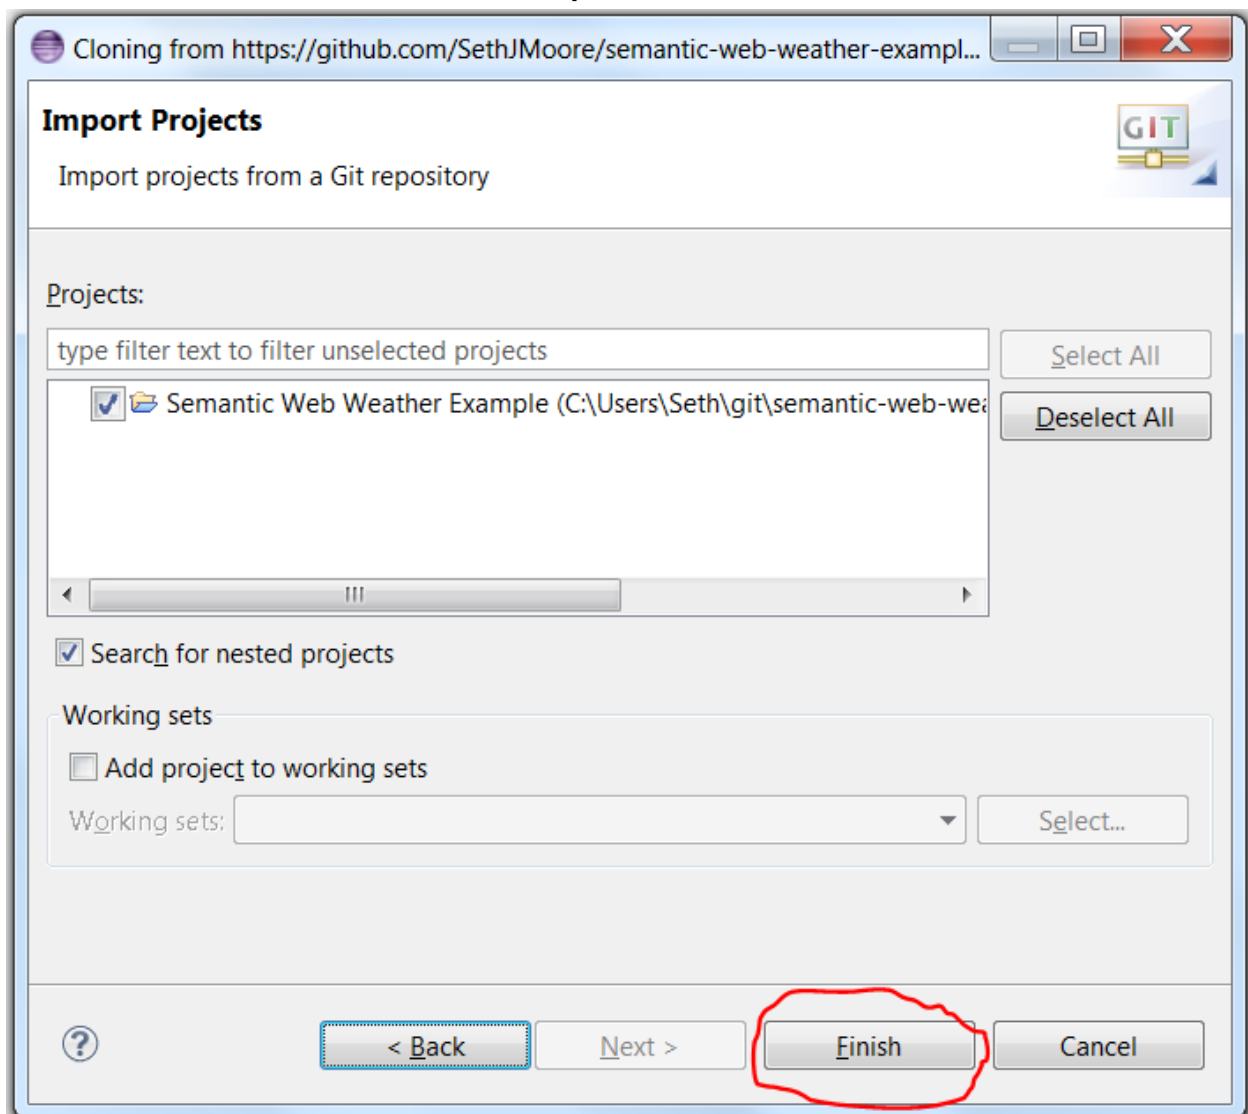 Cloning from https://github.com/SethJMoore/semantic-web-weather-exampl...
Import Projects
GIT
Import projects from a Git repository
Projects:
type filter text to filter unselected projects
Select All
Semantic Web Weather Example (C:\Users\Seth\git\semantic-web-wea
Deselect All
Search for nested projects
Working sets
Add project to working sets
Working sets:
Select...
?
< Back
Next >
Finish
Cancel